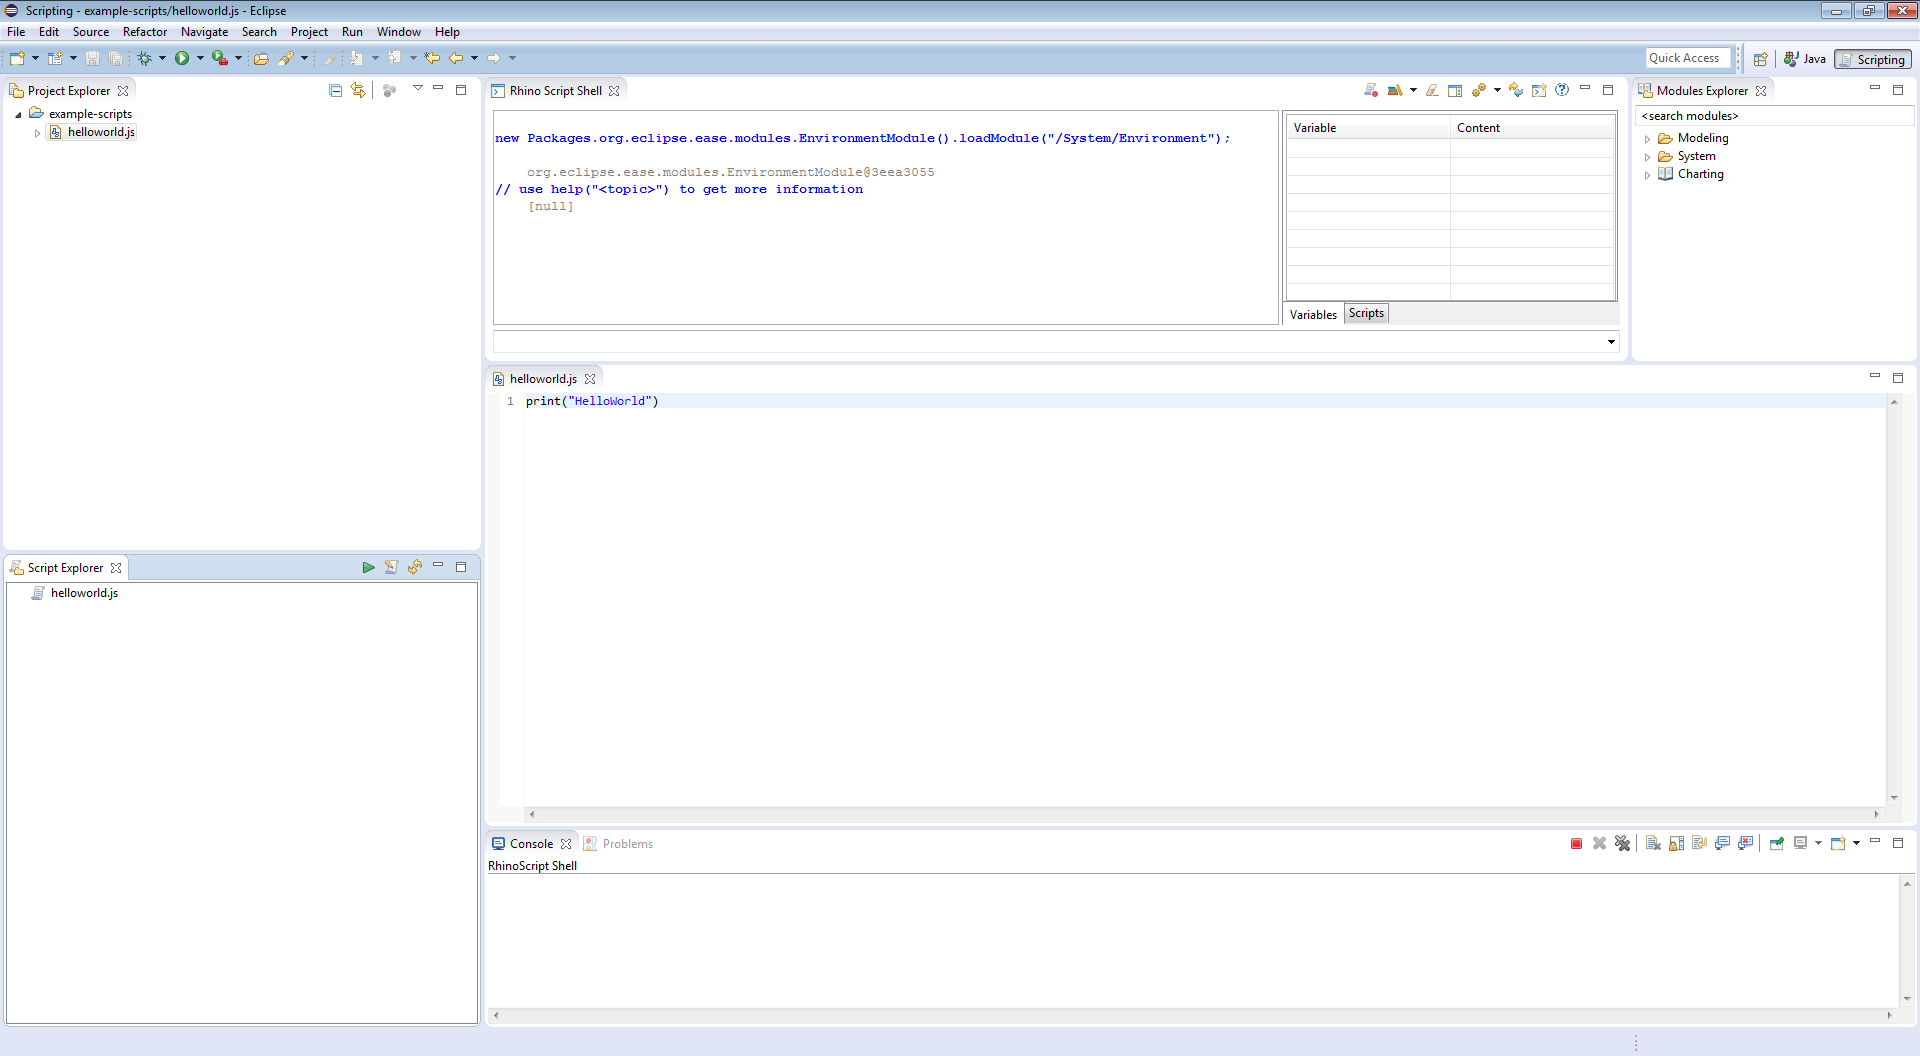 Scripting - example-scripts/helloworld.js - Eclipse
File Edit Source Refactor Navigate Search Project Run Window Help
Quick Access
Java
Scripting
Project Explorer
example-scripts
helloworld.js
Rhino Script Shell
new Packages.org.eclipse.ease.modules.EnvironmentModule().loadModule("/System/Environment");
org.eclipse.ease.modules.EnvironmentModule@3eea3055
// use help("<topic>") to get more information
[null]
Variable Content
Variables Scripts
Modules Explorer
<search modules>
Modeling
System
Charting
helloworld.js
1 print("HelloWorld")
Script Explorer
helloworld.js
Console Problems
RhinoScript Shell